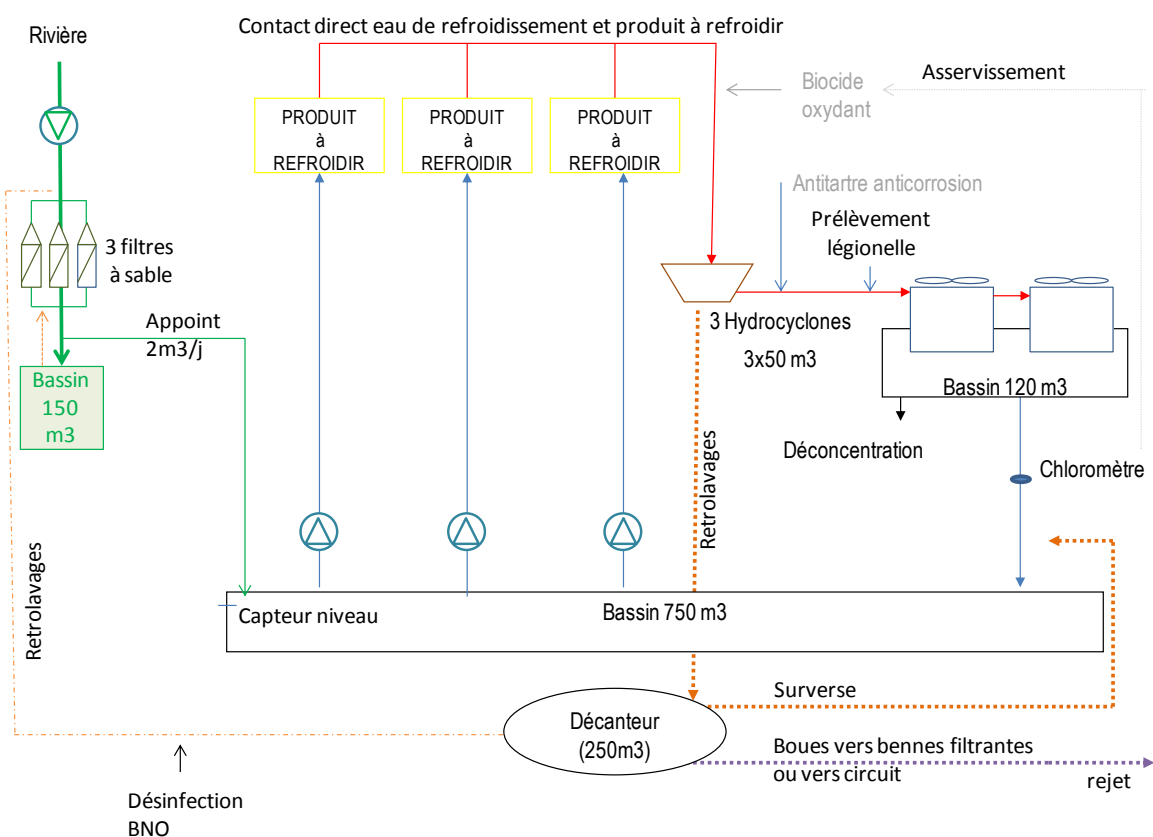 Contact direct eau de refroidissement et produit à refroidir
Rivière
Asservissement
Biocide
oxydant
PRODUIT
à
REFROIDIR
PRODUIT
à
REFROIDIR
PRODUIT
à
REFROIDIR
Antitartre anticorrosion
Prélèvement
légionelle
3 filtres
à sable
Appoint
2m3/j
3 Hydrocyclones
3x50 m3
Bassin
150
m3
Bassin 120 m3
Déconcentration
Chloromètre
Retrolavages
Retrolavages
Capteur niveau
Bassin 750 m3
Surverse
Décanteur
(250m3)
Boues vers bennes filtrantes
ou vers circuit
rejet
Désinfection
BNO